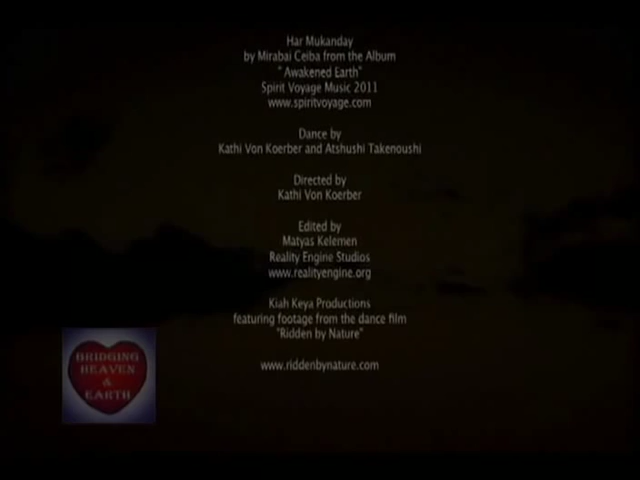 Har Mukanday
by Mirabai Ceiba from the Album
" Awakened Earth"
Spirit Voyage Music 2011
www.spiritvoyage.com
Dance by
Kathi Von Koerber and Atshushi Takenoushi
Directed by
Kathi Von Koerber
Edited by
Matyas Kelemen
Reality Engine Studios
www.realityengine.org
Kiah Keya Productions
featuring footage from the dance film
"Ridden by Nature"
www.riddenbynature.com
BRIDGING
HEAVEN
&
EARTH